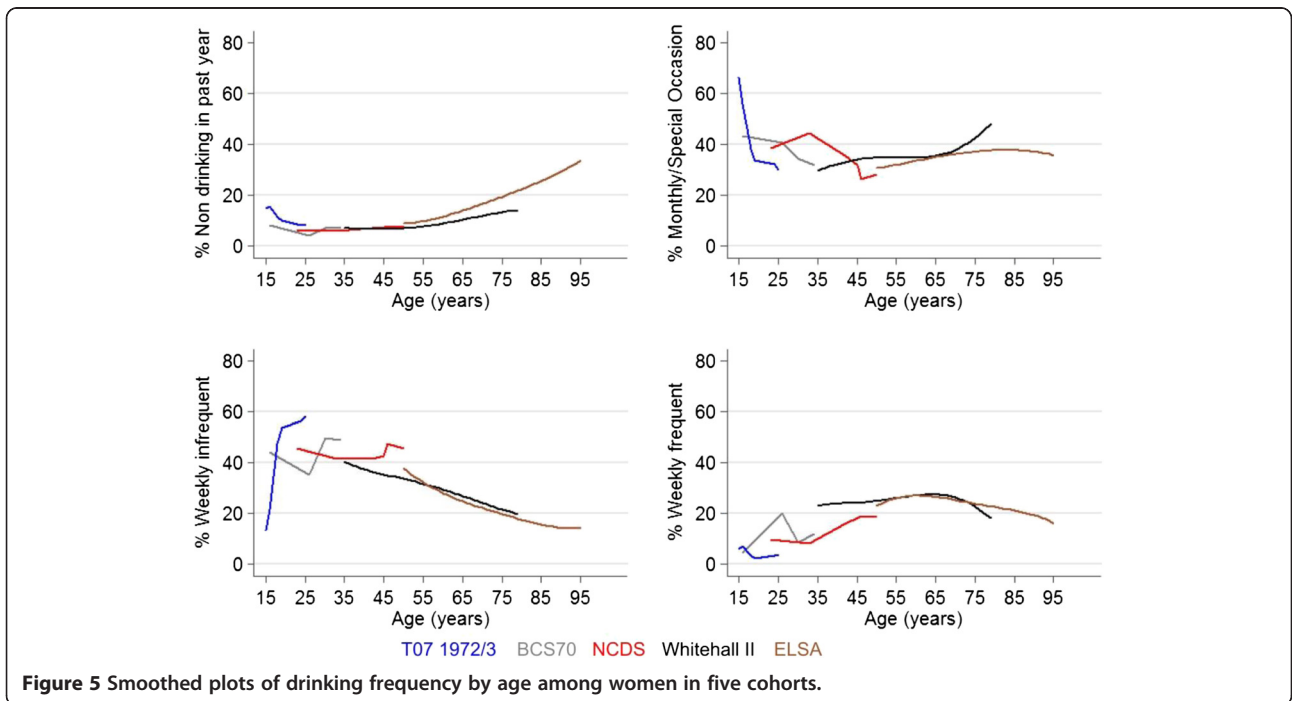 % Non drinking in past year
80
60
40
20
0
15 25 35 45 55 65 75 85 95
Age (years)
% Monthly/Special Occasion
80
60
40
20
0
15 25 35 45 55 65 75 85 95
Age (years)
% Weekly infrequent
80
60
40
20
0
15 25 35 45 55 65 75 85 95
Age (years)
% Weekly frequent
80
60
40
20
0
15 25 35 45 55 65 75 85 95
Age (years)
T07 1972/3 BCS70 NCDS Whitehall II ELSA
Figure 5 Smoothed plots of drinking frequency by age among women in five cohorts.